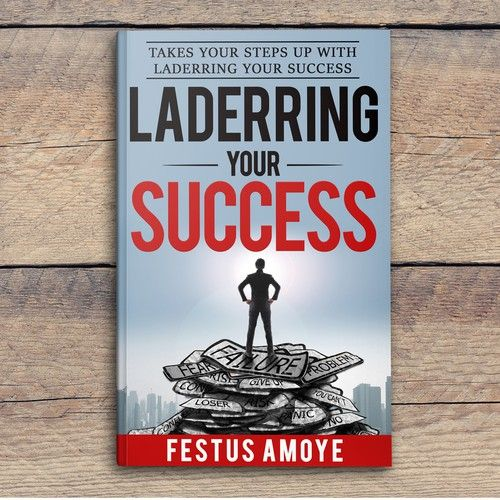 TAKES YOUR STEPS UP WITH
LADERRING YOUR SUCCESS
LADERRING
YOUR
SUCCESS
FAILURE
FEAR
PROBLEM
GIVE UP
LOSER
YOU CAN'T
NO
FESTUS AMOYE